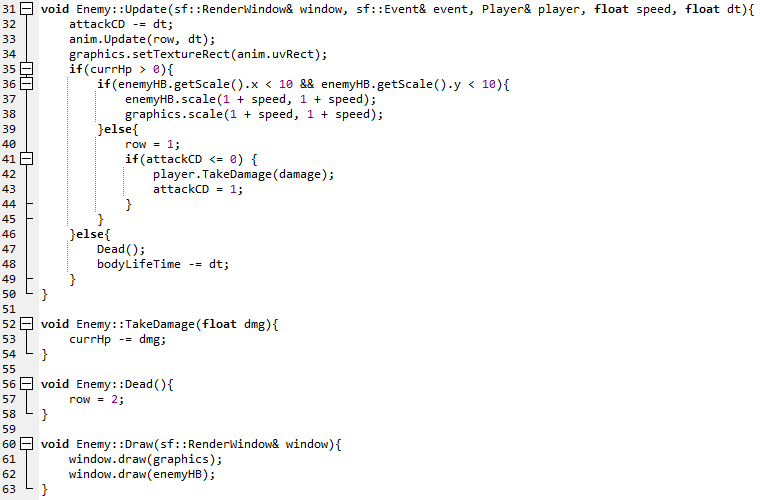 31 void Enemy::Update(sf::RenderWindow& window, sf::Event& event, Player& player, float speed, float dt){
32     attackCD -= dt;
33     anim.Update(row, dt);
34     graphics.setTextureRect(anim.uvRect);
35     if(currHp > 0){
36         if(enemyHB.getScale().x < 10 && enemyHB.getScale().y < 10){
37             enemyHB.scale(1 + speed, 1 + speed);
38             graphics.scale(1 + speed, 1 + speed);
39         }else{
40             row = 1;
41             if(attackCD <= 0) {
42                 player.TakeDamage(damage);
43                 attackCD = 1;
44             }
45         }
46     }else{
47         Dead();
48         bodyLifeTime -= dt;
49     }
50 }
51
52 void Enemy::TakeDamage(float dmg){
53     currHp -= dmg;
54 }
55
56 void Enemy::Dead(){
57     row = 2;
58 }
59
60 void Enemy::Draw(sf::RenderWindow& window){
61     window.draw(graphics);
62     window.draw(enemyHB);
63 }